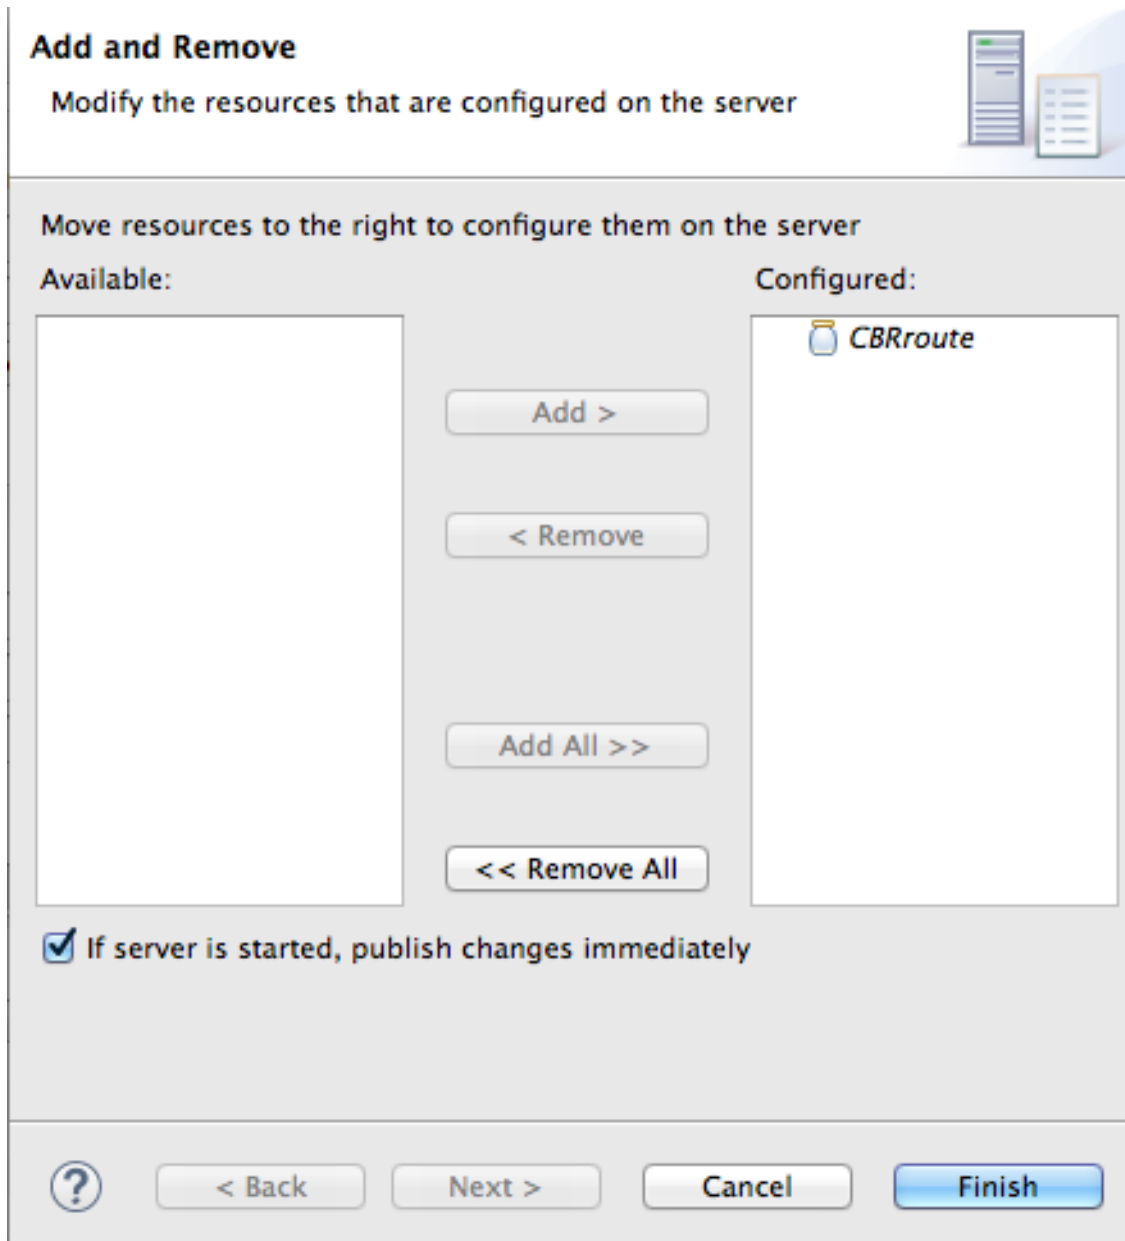 Add and Remove
Modify the resources that are configured on the server
Move resources to the right to configure them on the server
Available:
Configured:
CBRroute
Add >
< Remove
Add All >>
<< Remove All
If server is started, publish changes immediately
?
< Back
Next >
Cancel
Finish